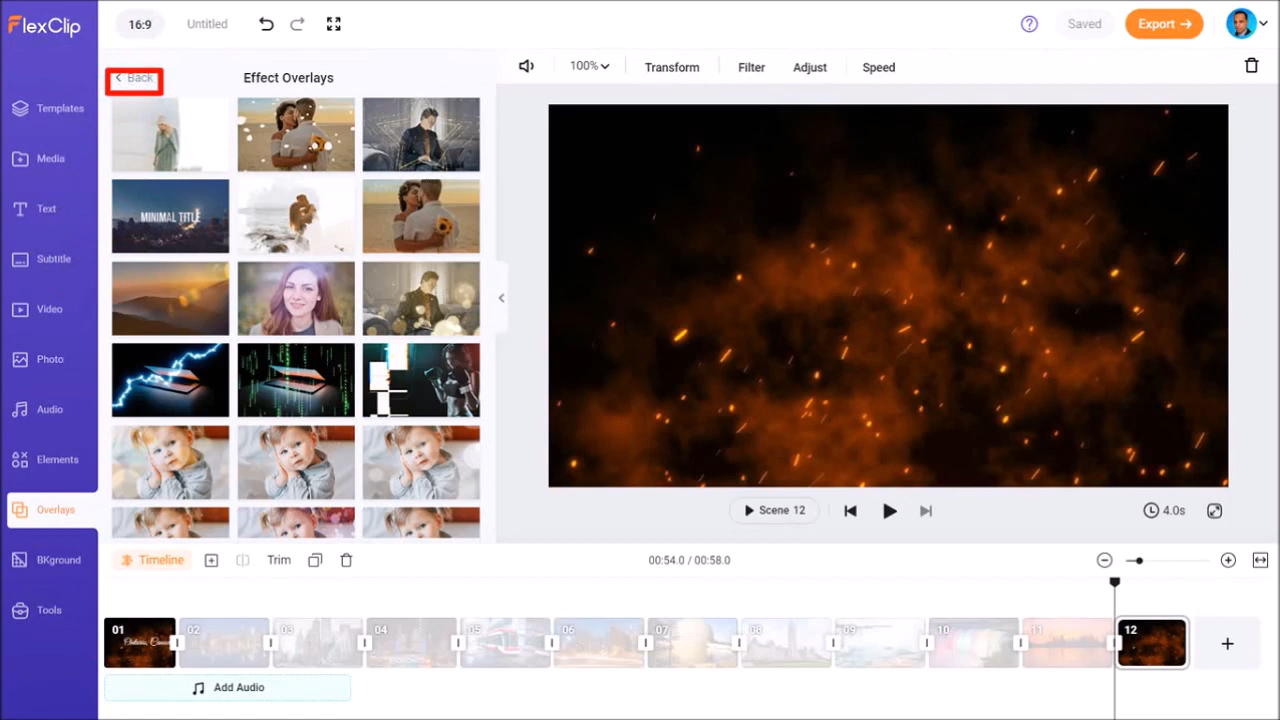 FlexClip
16:9
Untitled
Saved
Export
Back
Effect Overlays
100%
Transform
Filter
Adjust
Speed
Templates
Media
Text
Subtitle
Video
Photo
Audio
Elements
Overlays
BKground
Tools
MINIMAL TITLE
Scene 12
4.0s
Timeline
Trim
00:54.0 / 00:58.0
01
02
03
04
05
06
07
08
09
10
11
12
Add Audio